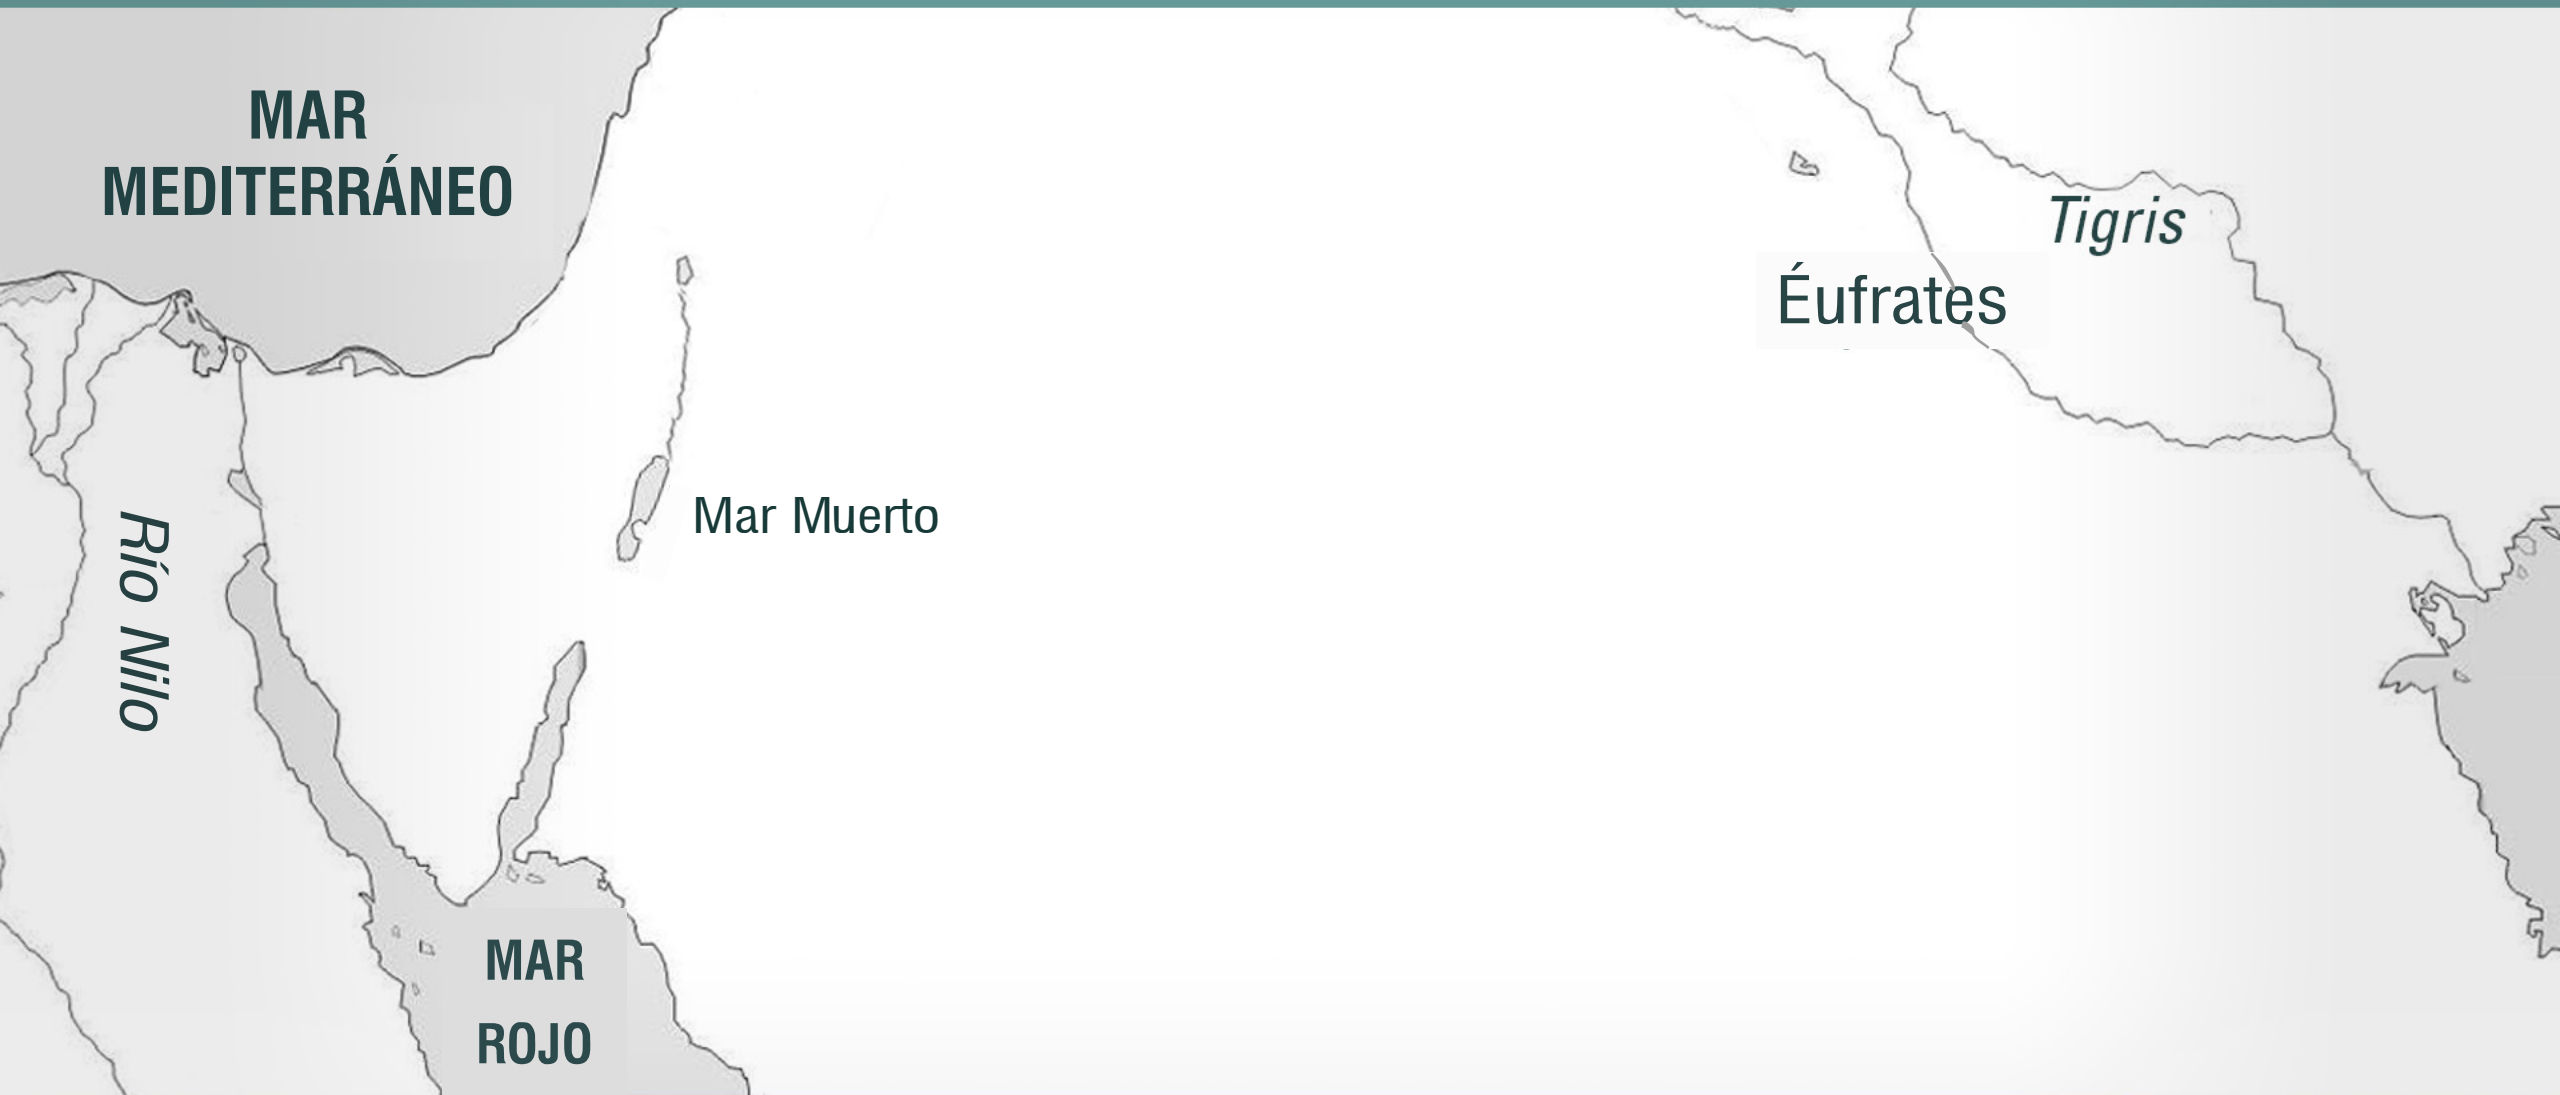 MAR
MEDITERRÁNEO
Tigris
Éufrates
Mar Muerto
Río Nilo
MAR
ROJO